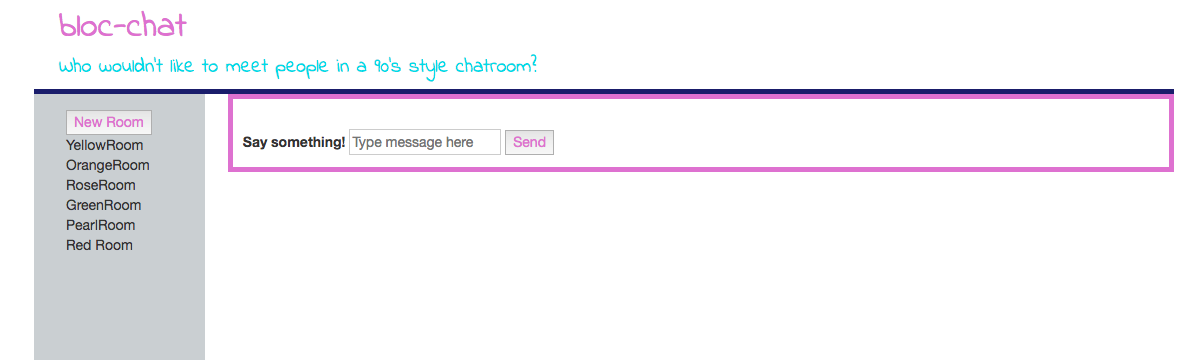 bloc-chat
Who wouldn't like to meet people in a 90's style chatroom?
New Room
YellowRoom
OrangeRoom
RoseRoom
GreenRoom
PearlRoom
Red Room
Say something! Type message here Send